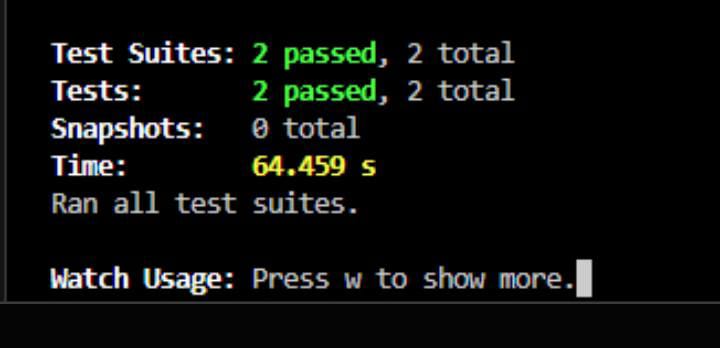 Test Suites: 2 passed, 2 total
Tests: 2 passed, 2 total
Snapshots: 0 total
Time: 64.459 s
Ran all test suites.
Watch Usage: Press w to show more.